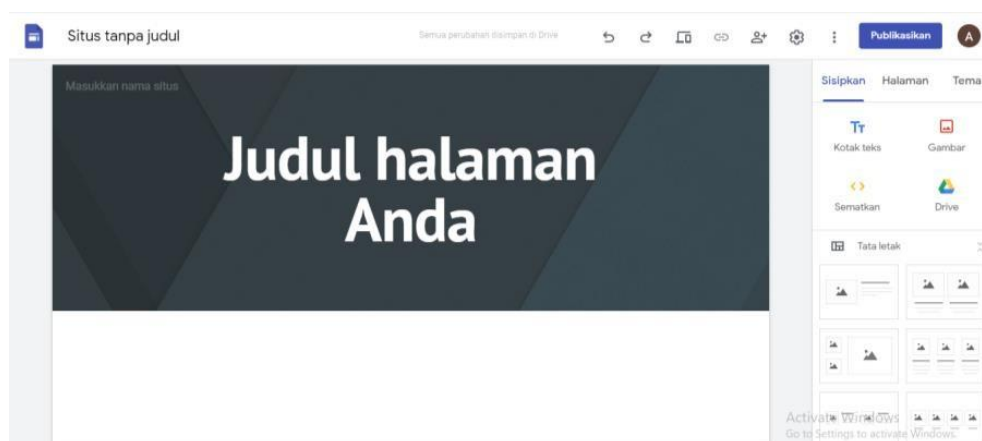 Situs tanpa judul
Semua perubahan disimpan di Drive
Publikasikan
A
Masukkan nama situs
Judul halaman
Anda
Sisipkan Halaman Tema
Kotak teks Gambar
Sematkan Drive
Tata letak
Activate Windows
Go to Settings to activate Windows.